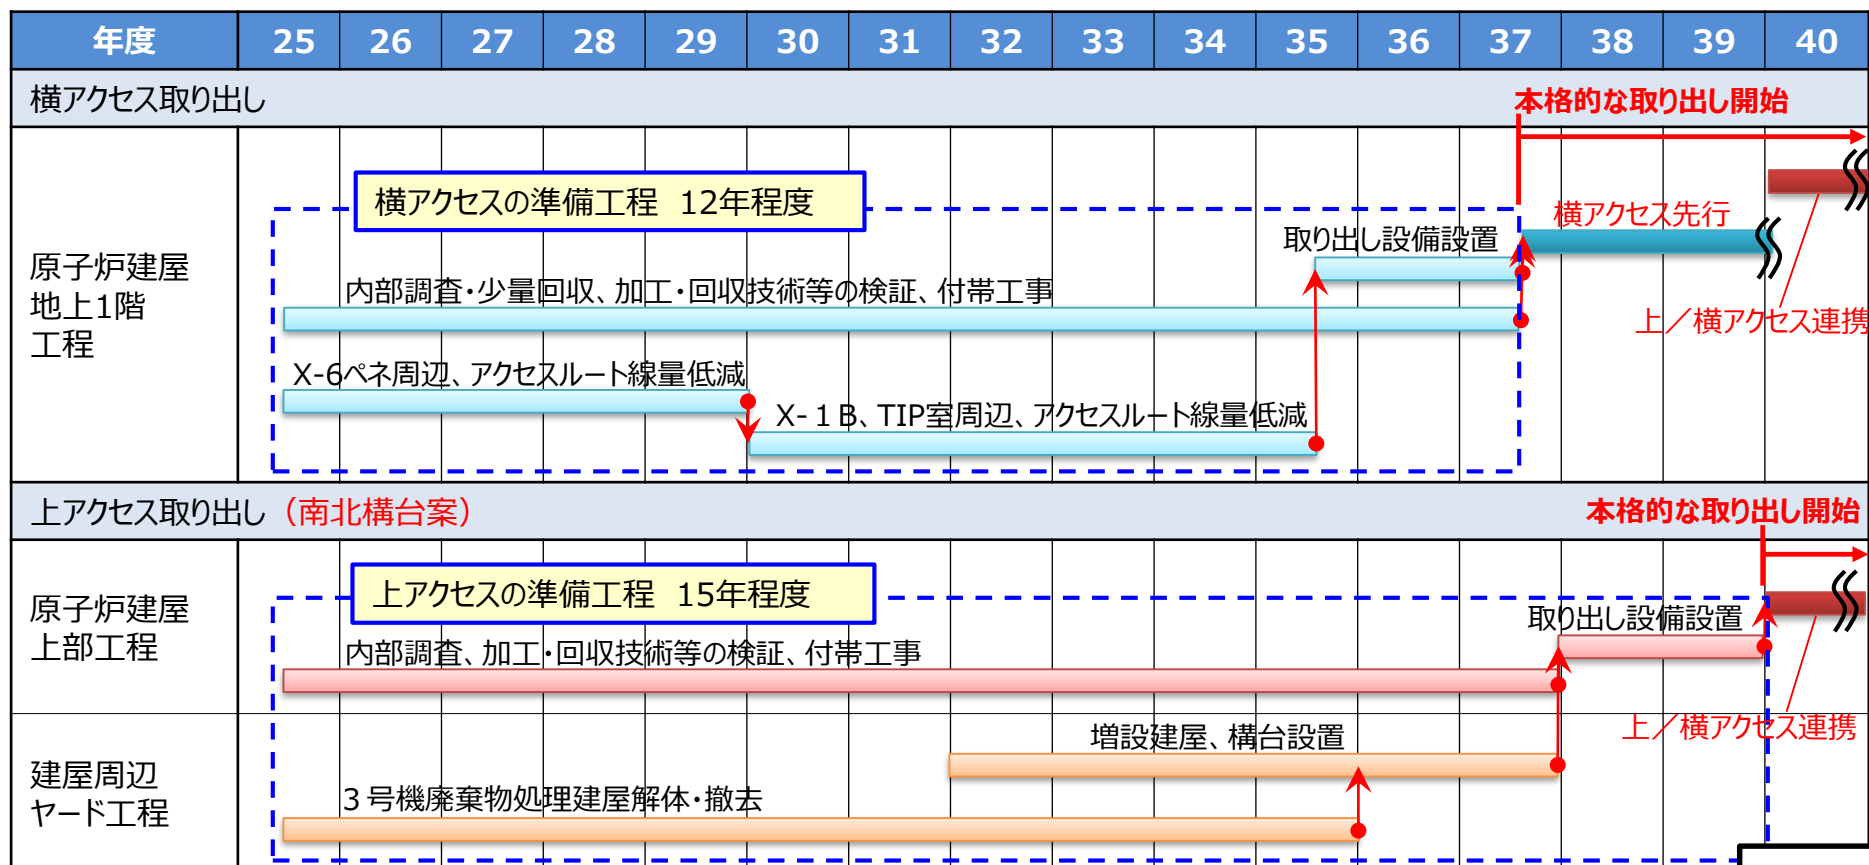 年度 25 26 27 28 29 30 31 32 33 34 35 36 37 38 39 40
横アクセス取り出し
本格的な取り出し開始
原子炉建屋
地上1階
工程
横アクセスの準備工程 12年程度
横アクセス先行
取り出し設備設置
内部調査・少量回収、加工・回収技術等の検証、付帯工事
上／横アクセス連携
X-6ペネ周辺、アクセスルート線量低減
X-１B、TIP室周辺、アクセスルート線量低減
上アクセス取り出し（南北構台案）
本格的な取り出し開始
原子炉建屋
上部工程
上アクセスの準備工程 15年程度
取り出し設備設置
内部調査、加工・回収技術等の検証、付帯工事
上／横アクセス連携
建屋周辺
ヤード工程
増設建屋、構台設置
３号機廃棄物処理建屋解体・撤去